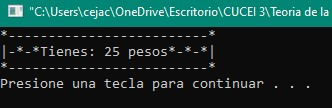 "C:\Users\cejac\OneDrive\Escritorio\CUCEI 3\Teoria de la
*-------------------------*
|-*-*Tienes: 25 pesos*-*-*|
*-------------------------*
Presione una tecla para continuar . . .